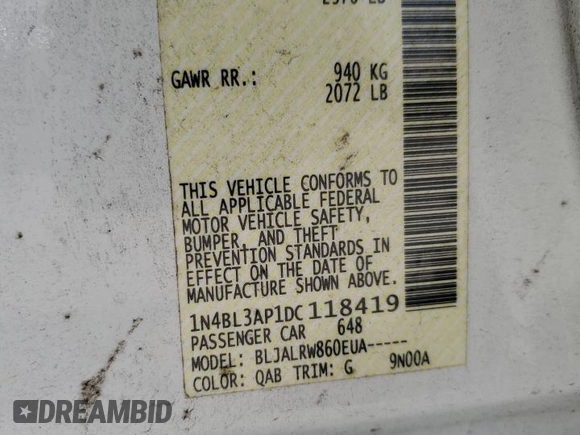 GAWR RR.: 940 KG
2072 LB
THIS VEHICLE CONFORMS TO
ALL APPLICABLE FEDERAL
MOTOR VEHICLE SAFETY,
BUMPER, AND THEFT
PREVENTION STANDARDS IN
EFFECT ON THE DATE OF
MANUFACTURE SHOWN ABOVE.
1N4BL3AP1DC118419
PASSENGER CAR 648
MODEL: BLJALRW860EUA-----
COLOR: QAB TRIM: G 9N00A
DREAMBID